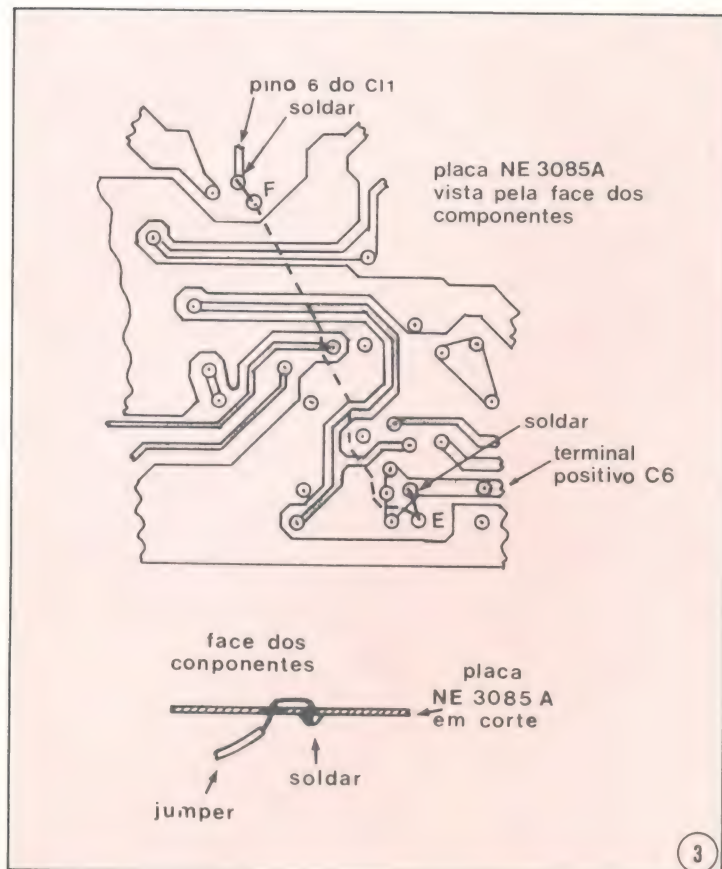 pino 6 do CI1
soldar
F
placa NE 3085A
vista pela face dos
componentes
soldar
terminal
positivo C6
E
face dos
conponentes
placa
NE 3085 A
em corte
soldar
jumper
3